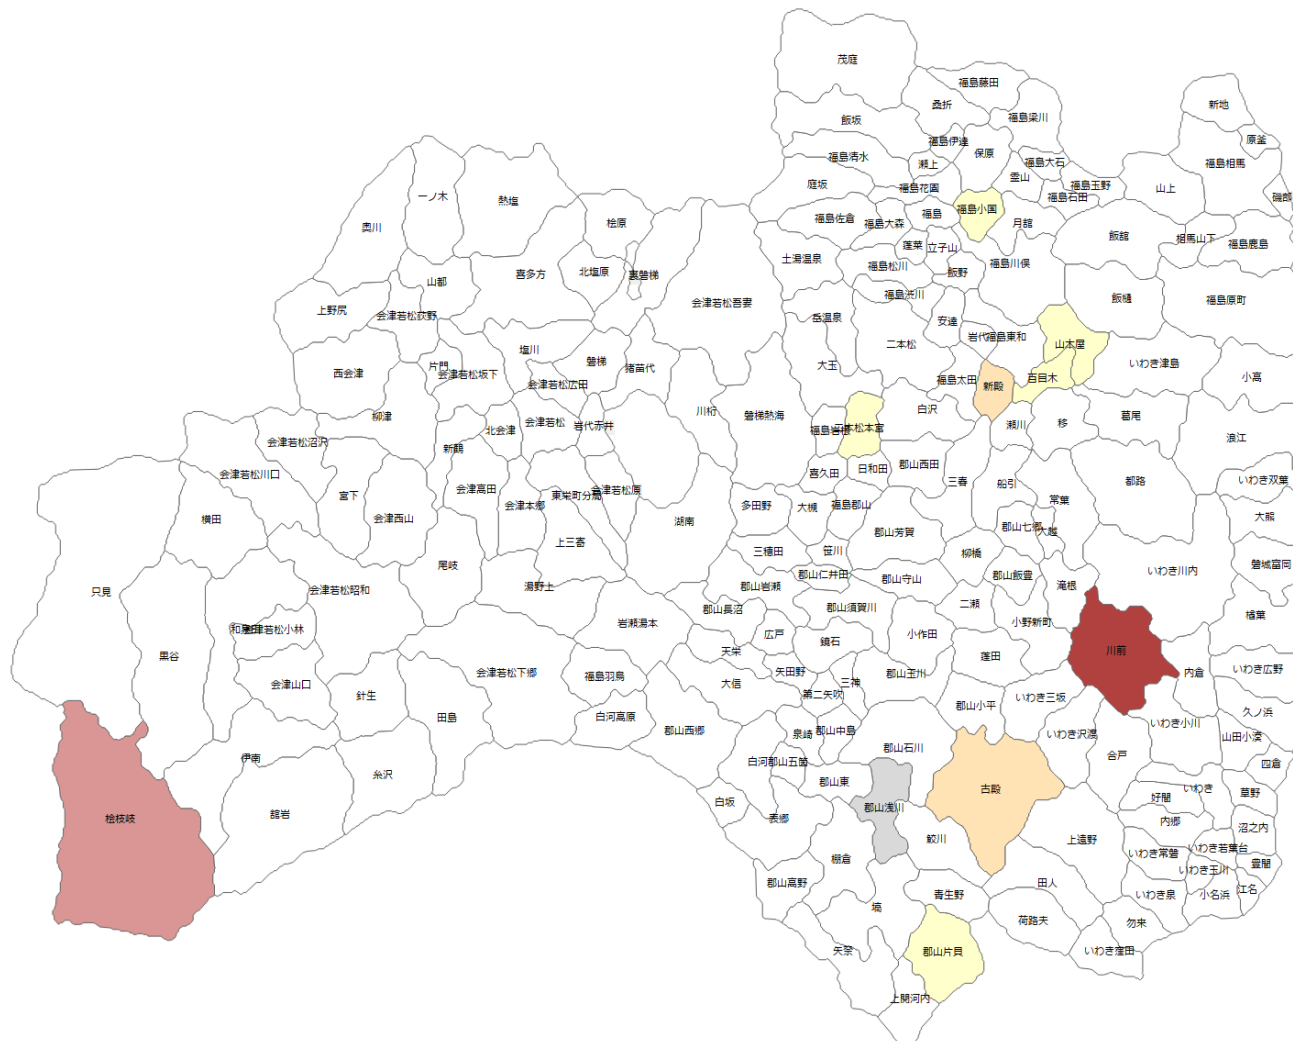 茂庭
福島藤田
桑折
新地
福島梁川
飯坂
原釜
福島伊達
保原
福島清水
瀬上
福島大石
福島相馬
霊山
庭坂
福島花園
福島玉野
山上
一ノ木
熱塩
福島石田
磯部
福島小国
福島
福島佐倉
福島大森
月舘
桧原
奥川
飯舘
相馬山下
福島鹿島
蓬莱
立子山
土湯温泉
福島松川
福島川俣
飯野
喜多方
北塩原
裏磐梯
山都
福島渋川
飯樋
福島原町
会津若松吾妻
上野尻
会津若松荻野
岳温泉
安達
二本松
岩代
福島東和
山木屋
塩川
磐梯
猪苗代
大玉
いわき津島
片門
西会津
会津若松坂下
福島太田
百目木
小高
会津若松広田
新殿
川桁
磐梯熱海
白沢
柳津
北会津
会津若松
岩代赤井
福島岩根
二本松本宮
瀬川
移
葛尾
会津若松沼沢
新鶴
浪江
会津若松川口
喜久田
日和田
郡山西田
三春
船引
都路
いわき双葉
会津高田
会津若松原
宮下
東栄町分局
会津本郷
多田野
大槻
福島郡山
常葉
横田
会津西山
湖南
大熊
郡山芳賀
郡山七郷
大越
上三寄
三穂田
笹川
柳橋
尾岐
磐城富岡
いわき川内
郡山仁井田
郡山守山
郡山飯豊
只見
会津若松昭和
湯野上
郡山岩瀬
滝根
二瀬
郡山長沼
郡山須賀川
楢葉
岩瀬湯本
小野新町
和泉田
会津若松小林
広戸
小作田
鏡石
天栄
川前
黒谷
蓮田
会津若松下郷
福島羽鳥
矢田野
郡山玉川
内倉
いわき広野
会津山口
大信
三神
針生
第二矢吹
いわき三坂
郡山小平
久ノ浜
田島
白河高原
郡山西郷
泉崎
郡山中島
いわき沢渡
いわき小川
山田小湊
郡山石川
伊南
合戸
白河
郡山五箇
四倉
糸沢
郡山東
古殿
いわき
草野
好間
白坂
郡山浅川
舘岩
桧枝岐
表郷
内郷
沼之内
鮫川
上遠野
いわき若葉台
いわき常磐
棚倉
豊間
いわき玉川
郡山高野
田人
江名
青生野
いわき泉
小名浜
塙
荷路夫
勿来
矢祭
郡山片貝
いわき窪田
上関河内